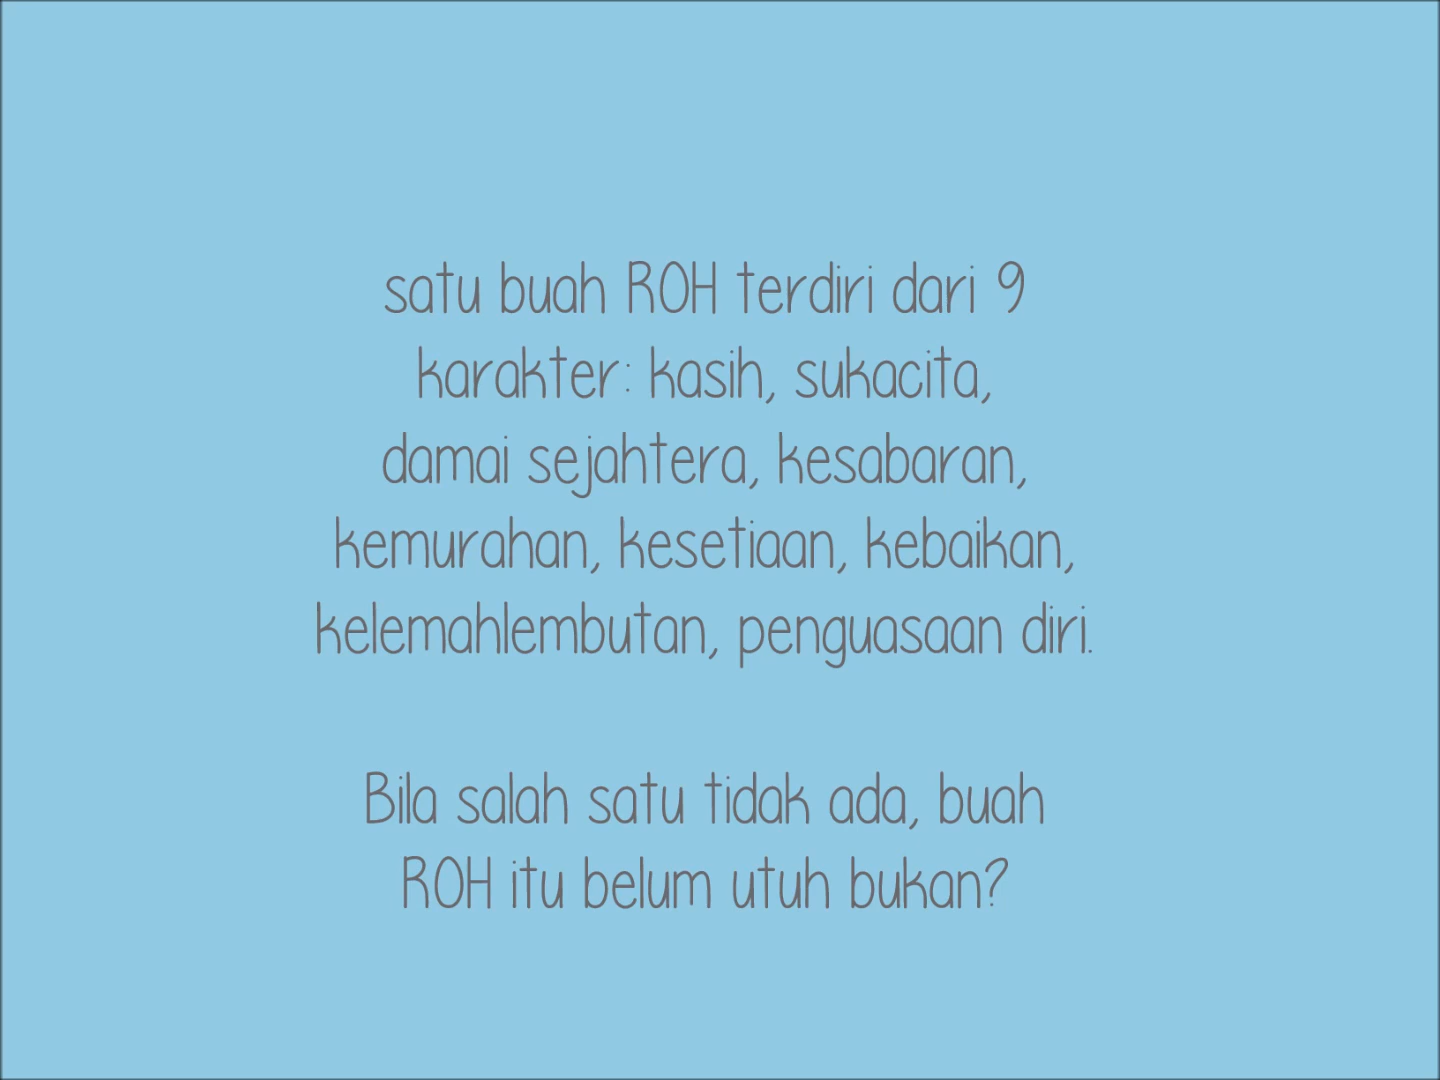 satu buah ROH terdiri dari 9
karakter: kasih, sukacita,
damai sejahtera, kesabaran,
kemurahan, kesetiaan, kebaikan,
kelemahlembutan, penguasaan diri.
Bila salah satu tidak ada, buah
ROH itu belum utuh bukan?